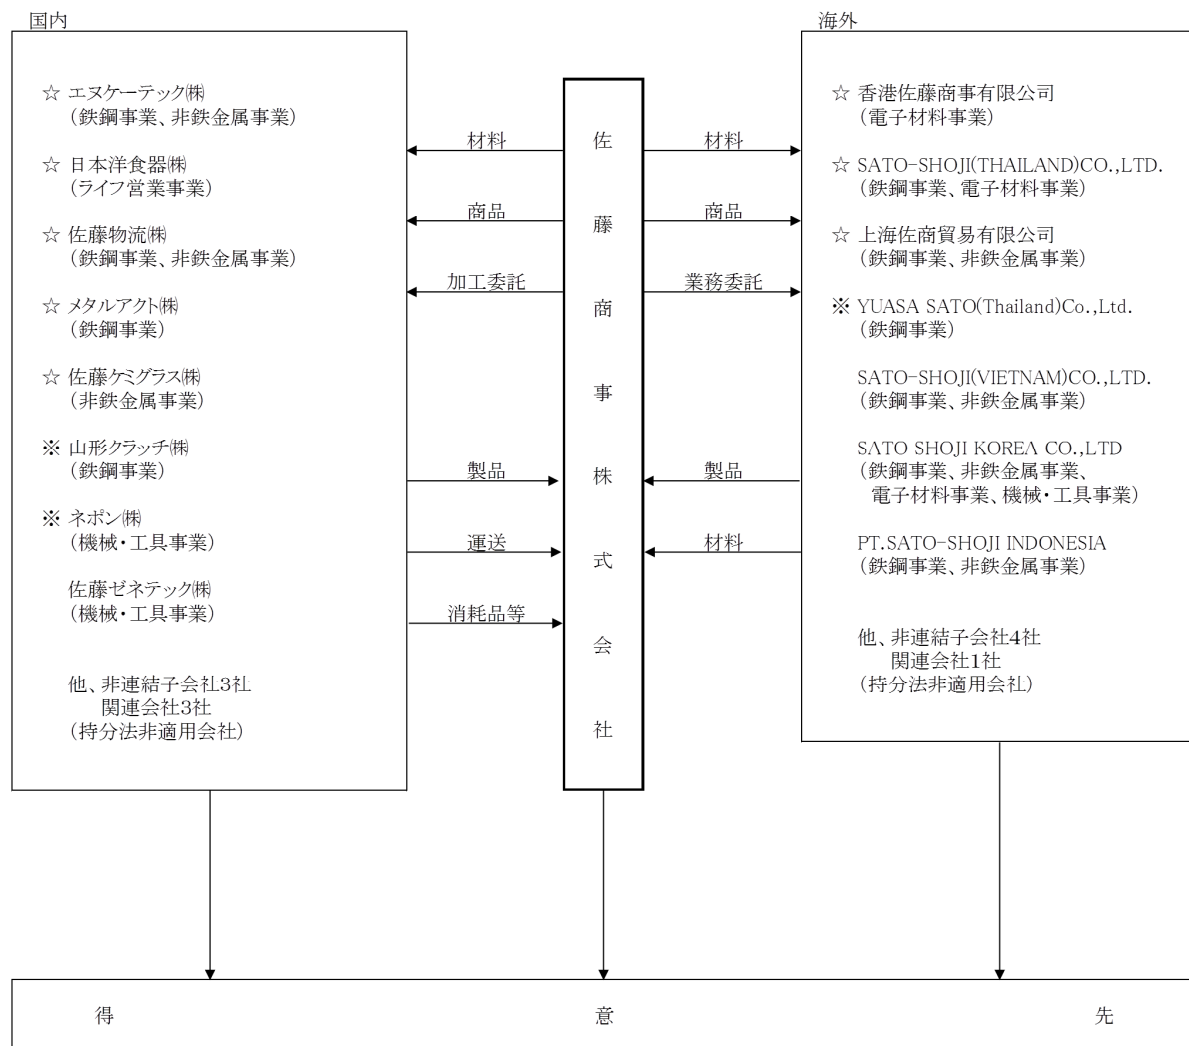 国内
☆ エヌケーテック㈱
(鉄鋼事業、非鉄金属事業)
☆ 日本洋食器㈱
(ライフ営業事業)
☆ 佐藤物流㈱
(鉄鋼事業、非鉄金属事業)
☆ メタルアクト㈱
(鉄鋼事業)
☆ 佐藤ケミグラス㈱
(非鉄金属事業)
※ 山形クラッチ㈱
(鉄鋼事業)
※ ネポン㈱
(機械・工具事業)
佐藤ゼネテック㈱
(機械・工具事業)
他、非連結子会社3社
関連会社3社
(持分法非適用会社)
材料
商品
加工委託
製品
運送
消耗品等
佐藤商事株式会社
材料
商品
業務委託
製品
材料
海外
☆ 香港佐藤商事有限公司
(電子材料事業)
☆ SATO-SHOJI(THAILAND)CO.,LTD.
(鉄鋼事業、電子材料事業)
☆ 上海佐商貿易有限公司
(鉄鋼事業、非鉄金属事業)
※ YUASA SATO(Thailand)Co.,Ltd.
(鉄鋼事業)
SATO-SHOJI(VIETNAM)CO.,LTD.
(鉄鋼事業、非鉄金属事業)
SATO SHOJI KOREA CO.,LTD
(鉄鋼事業、非鉄金属事業、
電子材料事業、機械・工具事業)
PT.SATO-SHOJI INDONESIA
(鉄鋼事業、非鉄金属事業)
他、非連結子会社4社
関連会社1社
(持分法非適用会社)
得意先